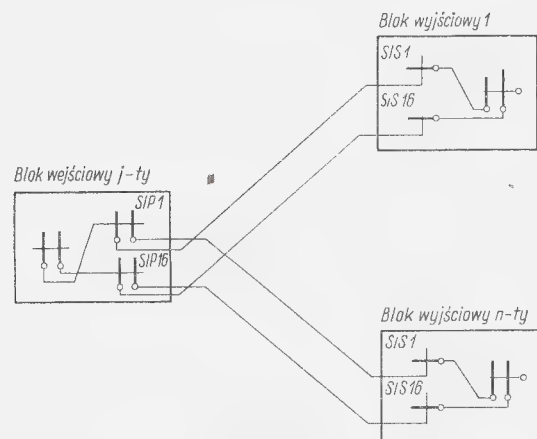 Blok wyjściowy 1
SIS 1
SiS 16
Blok wejściowy j-ty
SIP 1
SIP 16
Blok wyjściowy n-ty
SIS 1
SIS 16